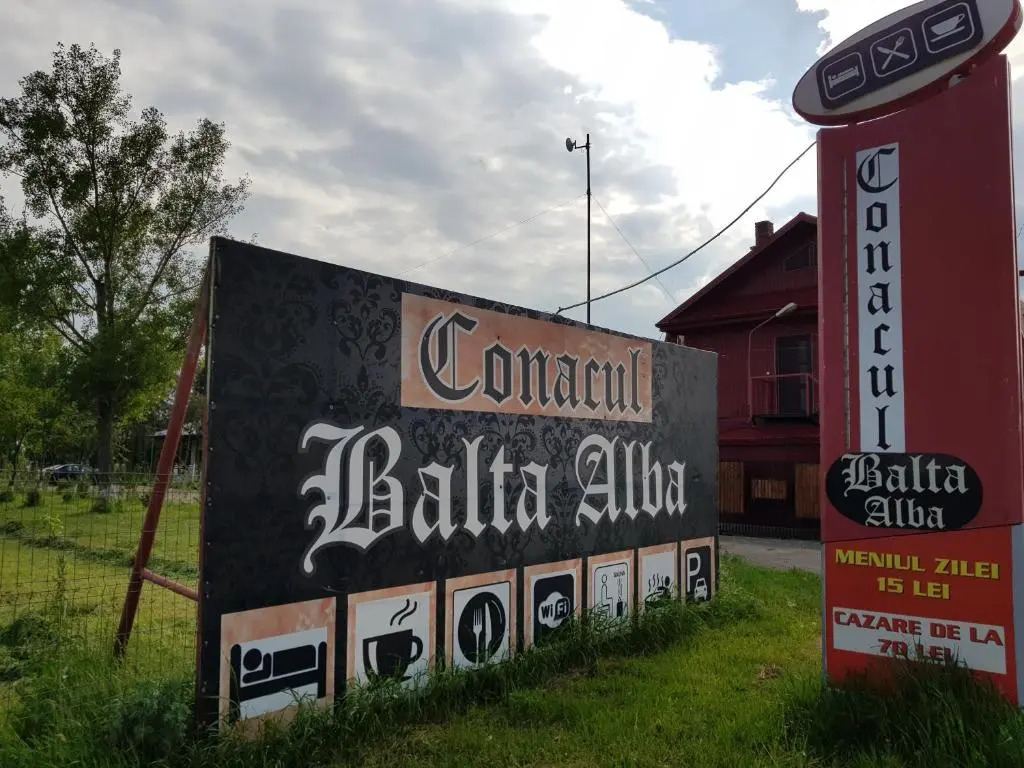 Conacul
Balta Alba
WiFi
P
Conacul
Balta
Alba
MENIUL ZILEI
15 LEI
CAZARE DE LA
70 LEI